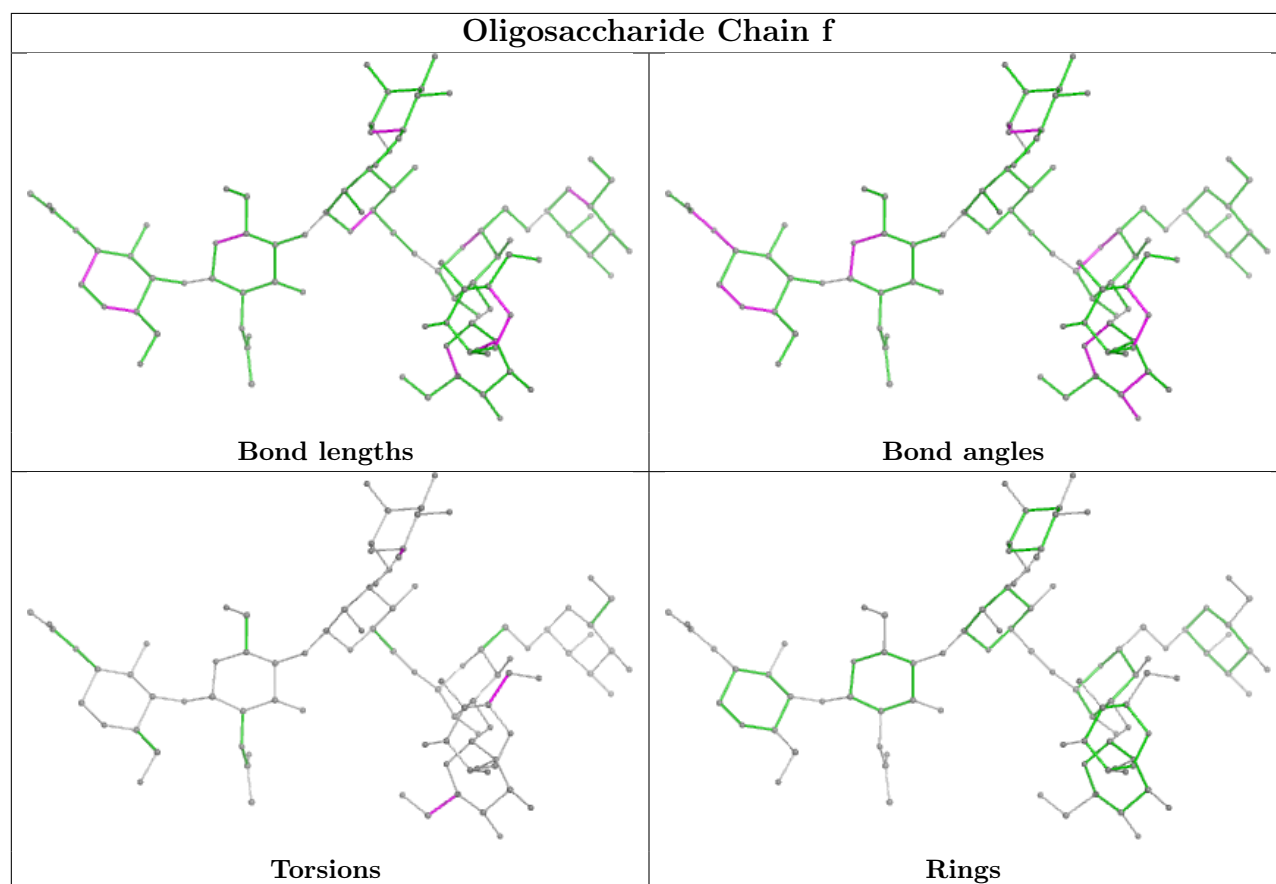 Oligosaccharide Chain f
Bond lengths
Bond angles
Torsions
Rings